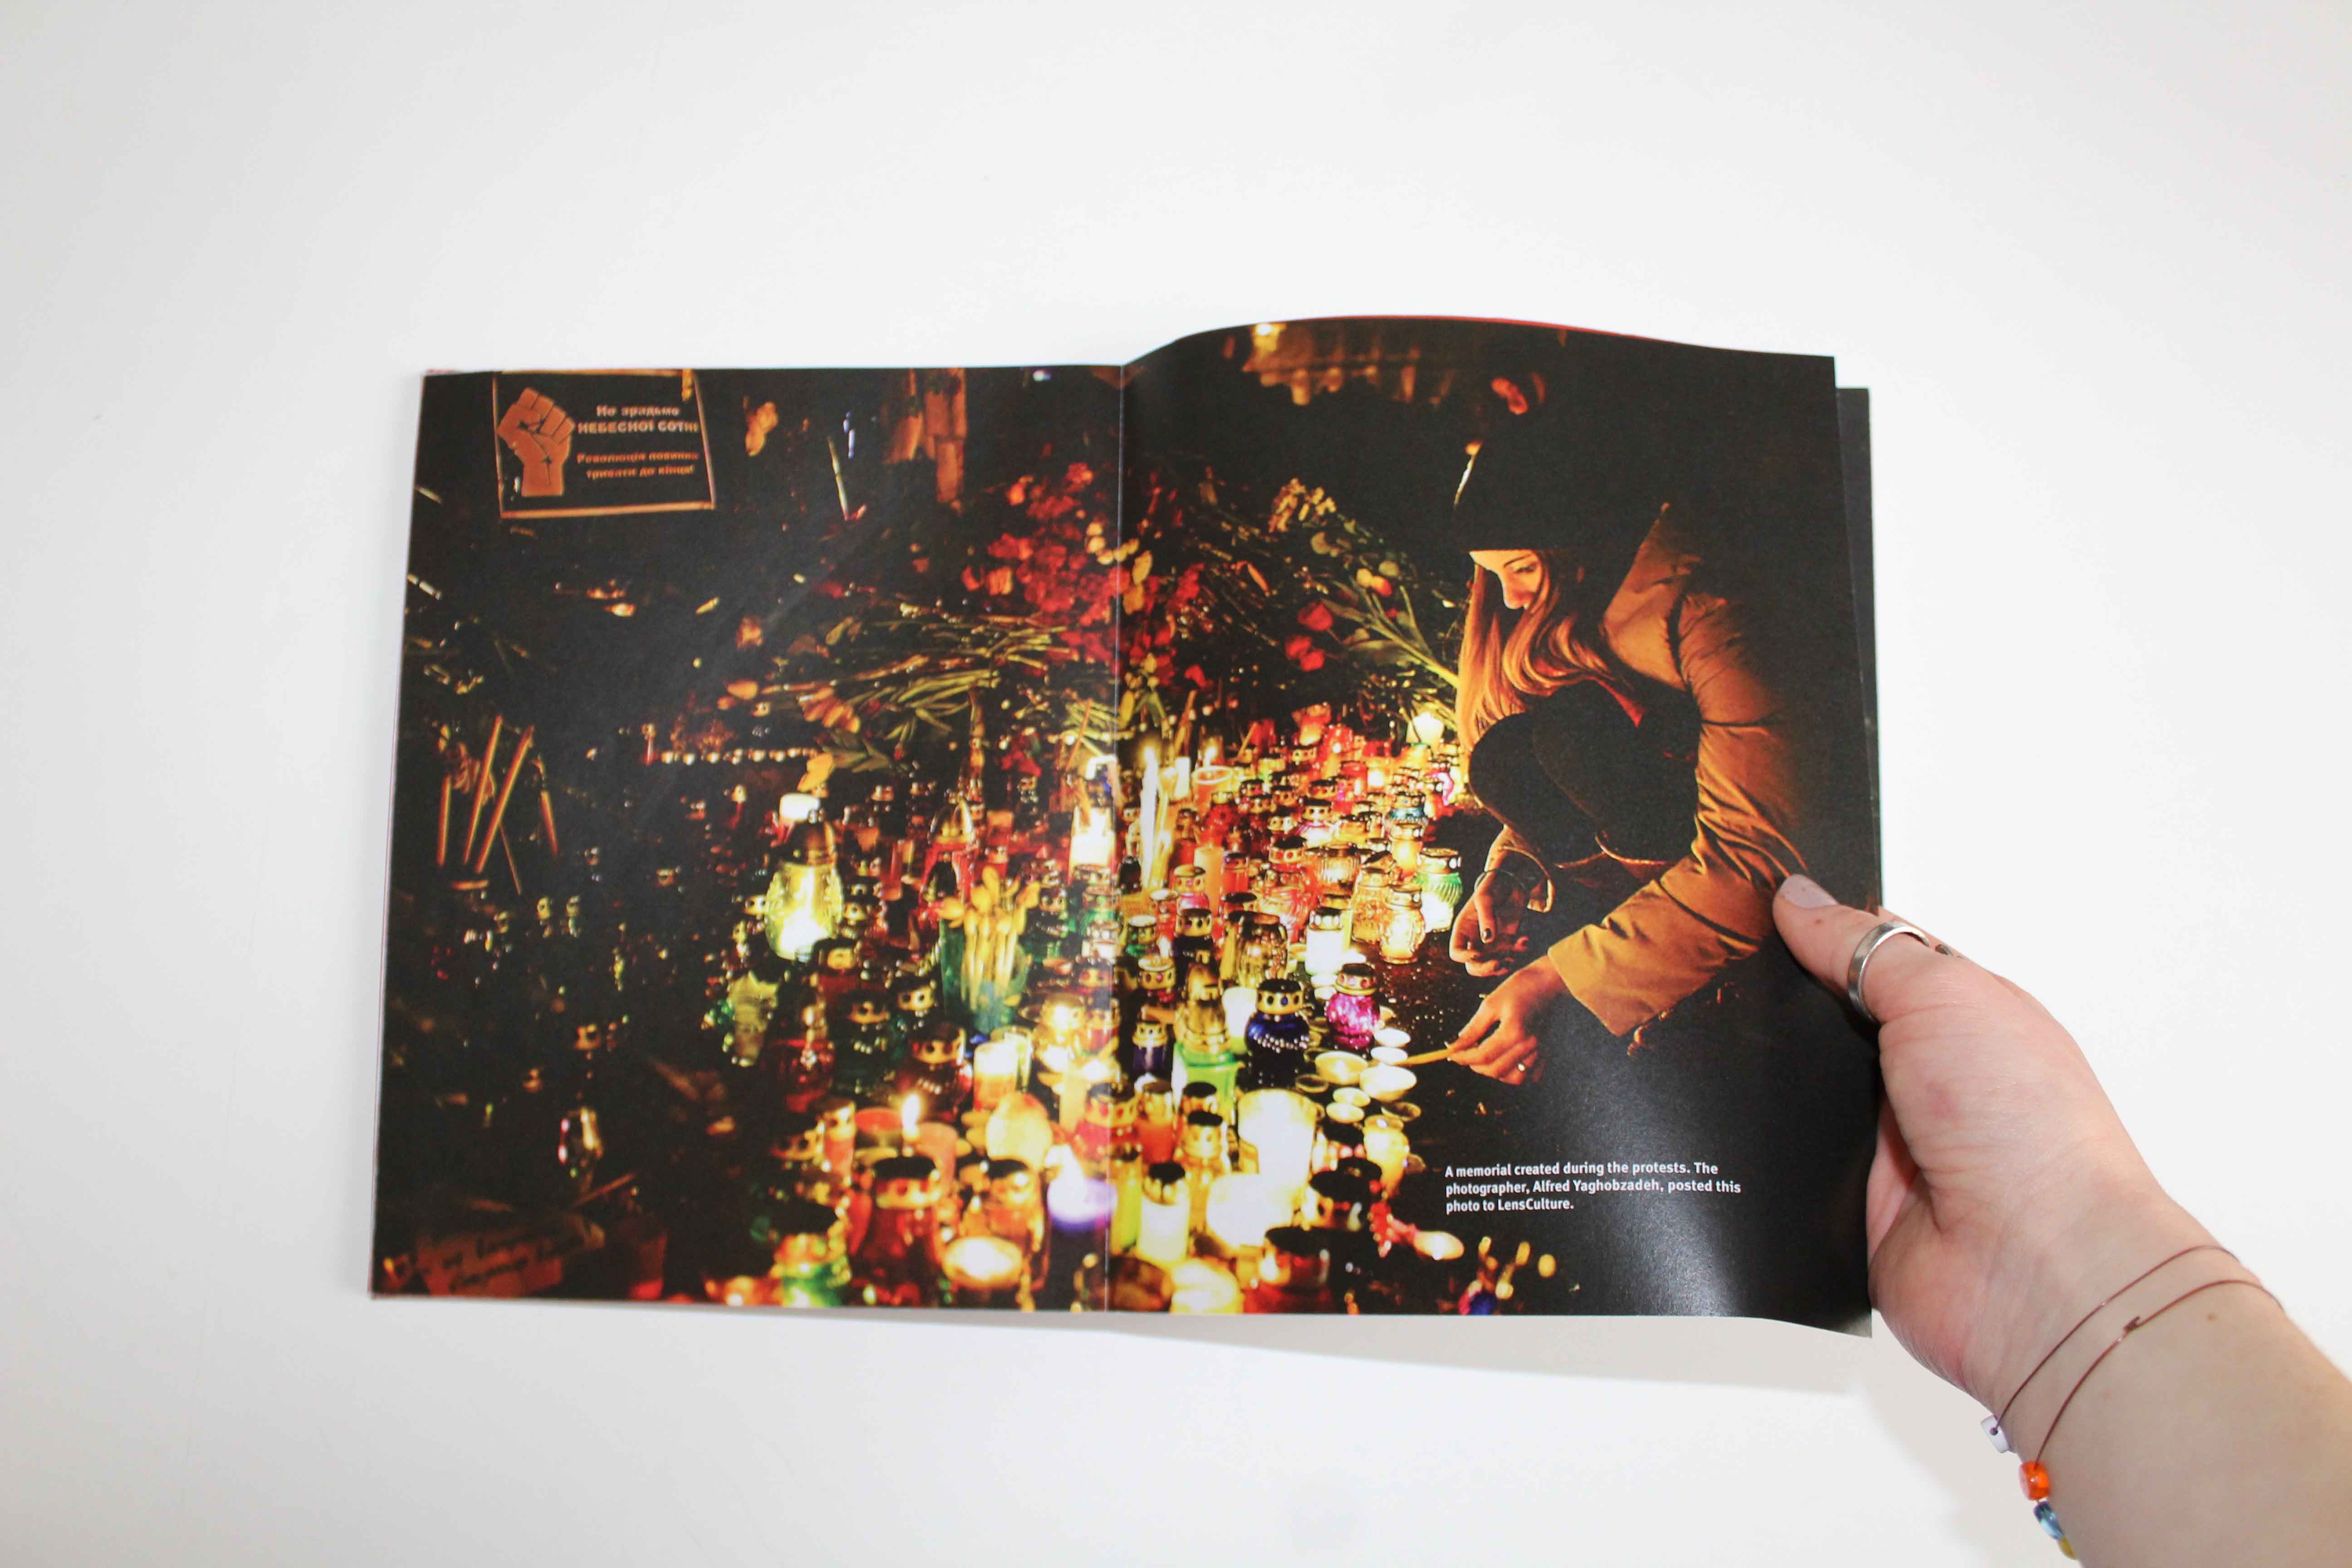 Не зрадьмо
НЕБЕСНОЇ СОТНІ
Революція повинна
тривати до кінця!
A memorial created during the protests. The
photographer, Alfred Yaghobzadeh, posted this
photo to LensCulture.